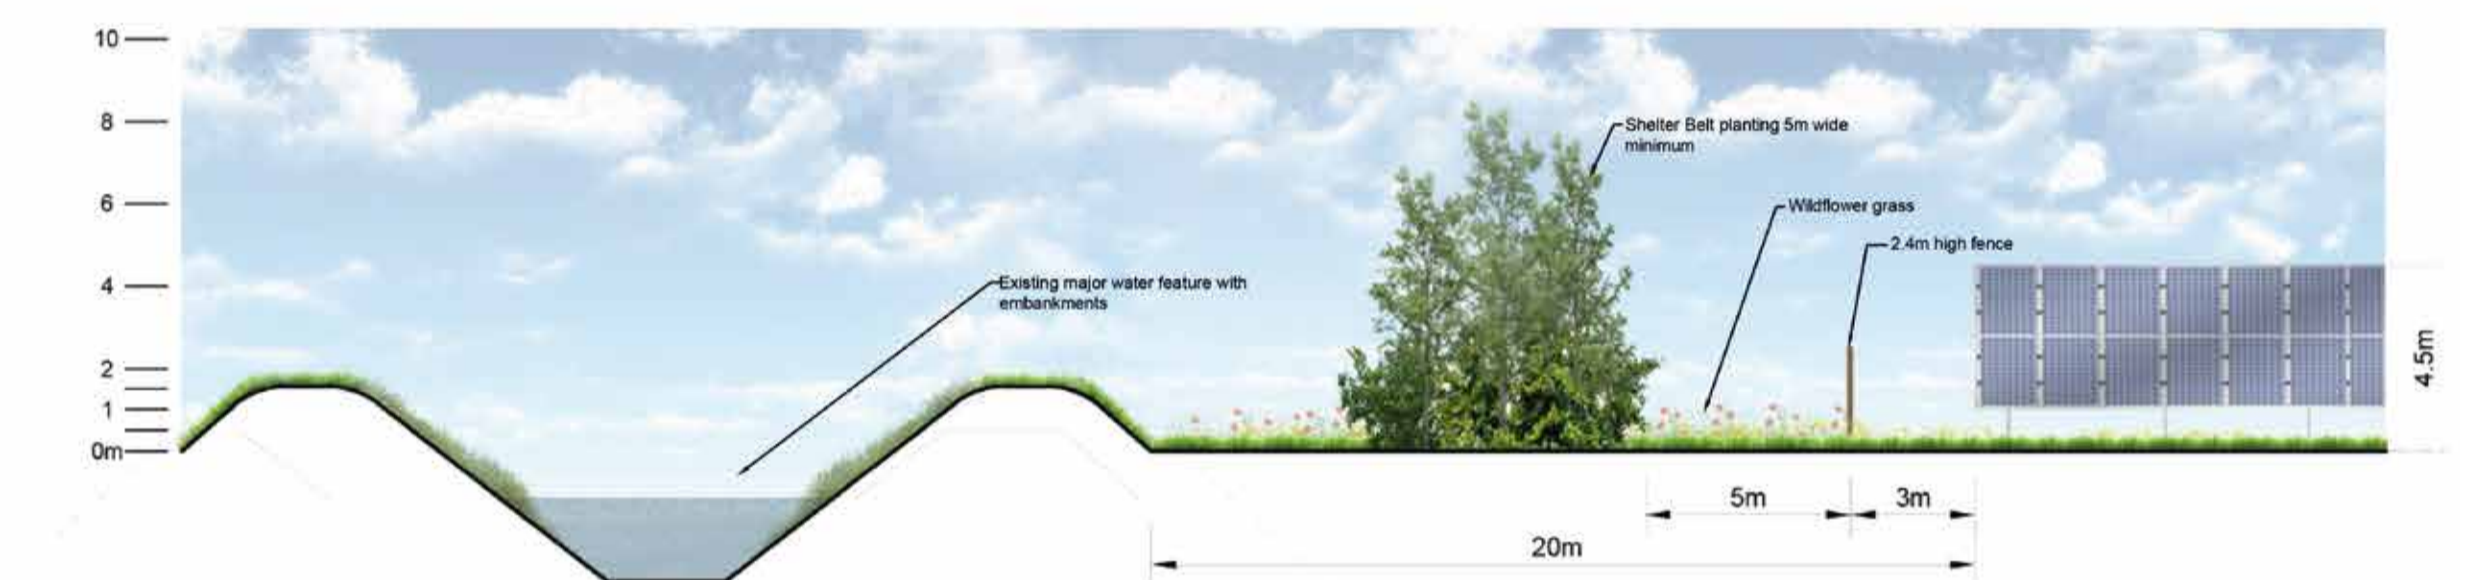 10
8
6
4
2
1
0m
Shelter Belt planting 5m wide
minimum
Wildflower grass
2.4m high fence
Existing major water feature with
embankments
4.5m
5m
3m
20m